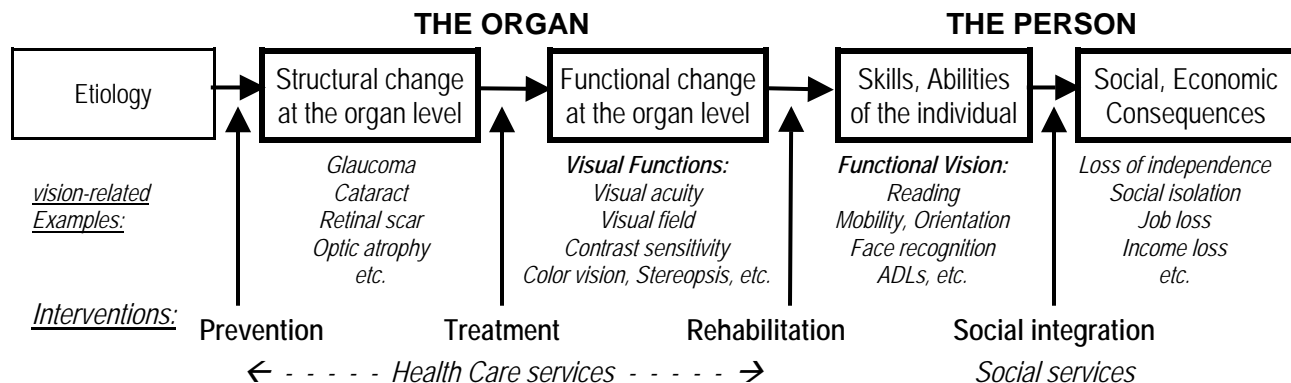 THE ORGAN
THE PERSON
Etiology
Structural change
at the organ level
Functional change
at the organ level
Skills, Abilities
of the individual
Social, Economic
Consequences
vision-related
Examples:
Glaucoma
Cataract
Retinal scar
Optic atrophy
etc.
Visual Functions:
Visual acuity
Visual field
Contrast sensitivity
Color vision, Stereopsis, etc.
Functional Vision:
Reading
Mobility, Orientation
Face recognition
ADLs, etc.
Loss of independence
Social isolation
Job loss
Income loss
etc.
Interventions:
Prevention
Treatment
Rehabilitation
Social integration
← - - - - - Health Care services - - - - - →
Social services